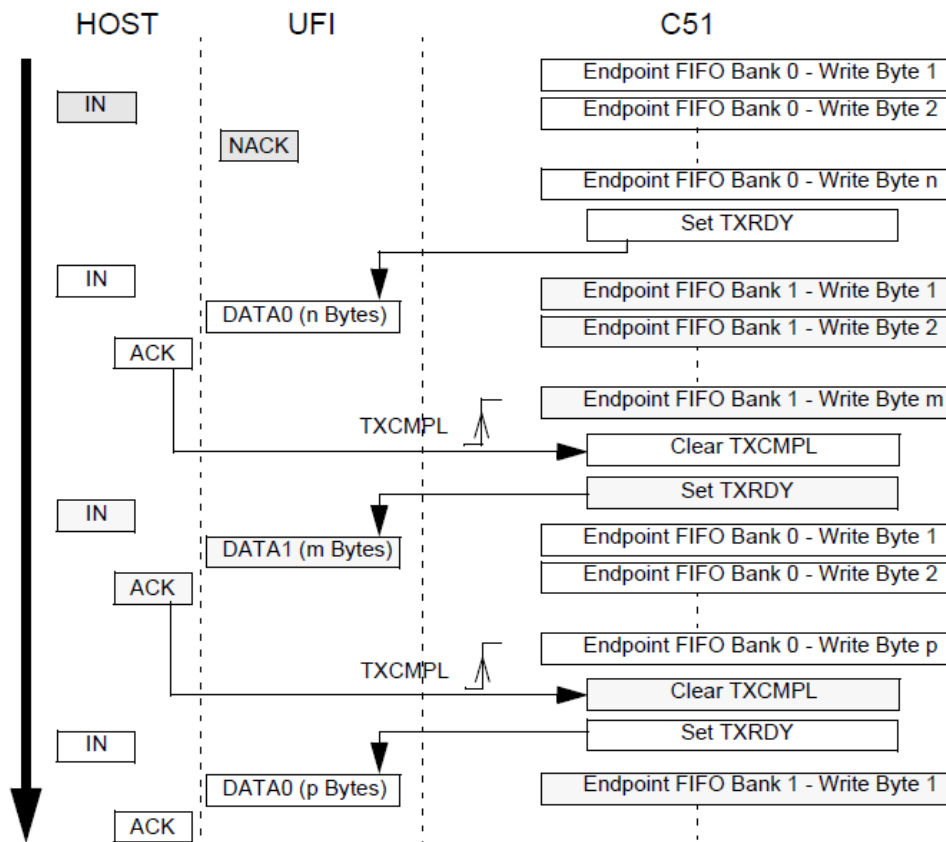 HOST UFI C51
Endpoint FIFO Bank 0 - Write Byte 1
IN
Endpoint FIFO Bank 0 - Write Byte 2
NACK
Endpoint FIFO Bank 0 - Write Byte n
Set TXRDY
IN
Endpoint FIFO Bank 1 - Write Byte 1
DATA0 (n Bytes)
Endpoint FIFO Bank 1 - Write Byte 2
ACK
Endpoint FIFO Bank 1 - Write Byte m
TXCMPL
Clear TXCMPL
Set TXRDY
IN
Endpoint FIFO Bank 0 - Write Byte 1
DATA1 (m Bytes)
Endpoint FIFO Bank 0 - Write Byte 2
ACK
Endpoint FIFO Bank 0 - Write Byte p
TXCMPL
Clear TXCMPL
Set TXRDY
IN
Endpoint FIFO Bank 1 - Write Byte 1
DATA0 (p Bytes)
ACK